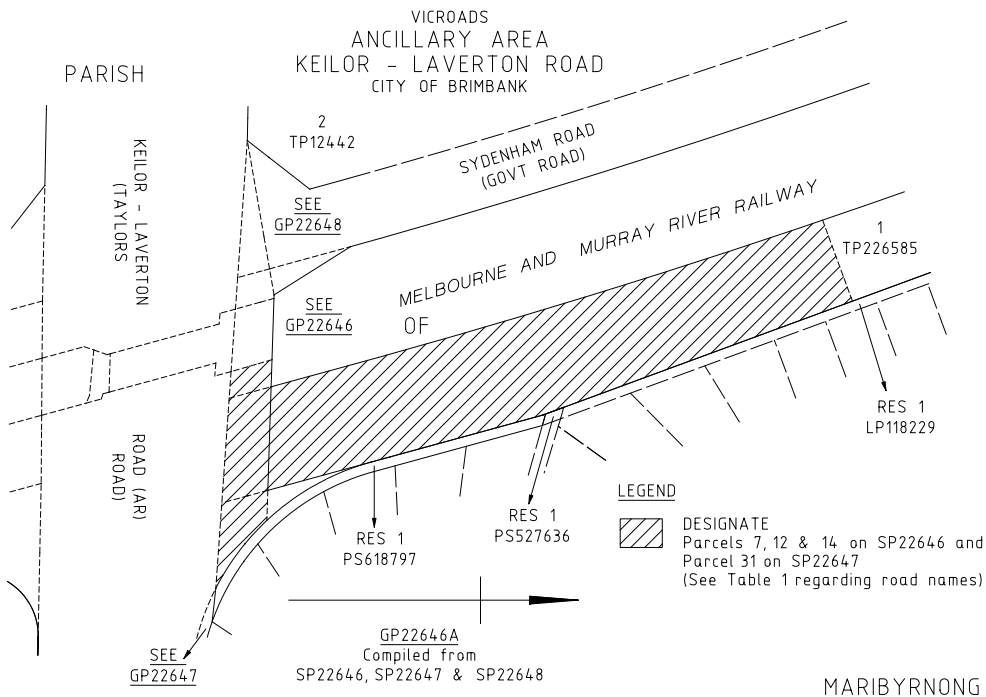 VICROADS
ANCILLARY AREA
KEILOR - LAVERTON ROAD
CITY OF BRIMBANK
PARISH
2
TP12442
SYDENHAM ROAD
(GOVT ROAD)
KEILOR - LAVERTON
(TAYLORS
SEE
GP22648
MELBOURNE AND MURRAY RIVER RAILWAY
1
TP226585
SEE
GP22646
OF
RES 1
LP118229
ROAD (AR)
ROAD)
RES 1
PS618797
RES 1
PS527636
LEGEND
DESIGNATE
Parcels 7, 12 & 14 on SP22646 and
Parcel 31 on SP22647
(See Table 1 regarding road names)
SEE
GP22647
GP22646A
Compiled from
SP22646, SP22647 & SP22648
MARIBYRNONG